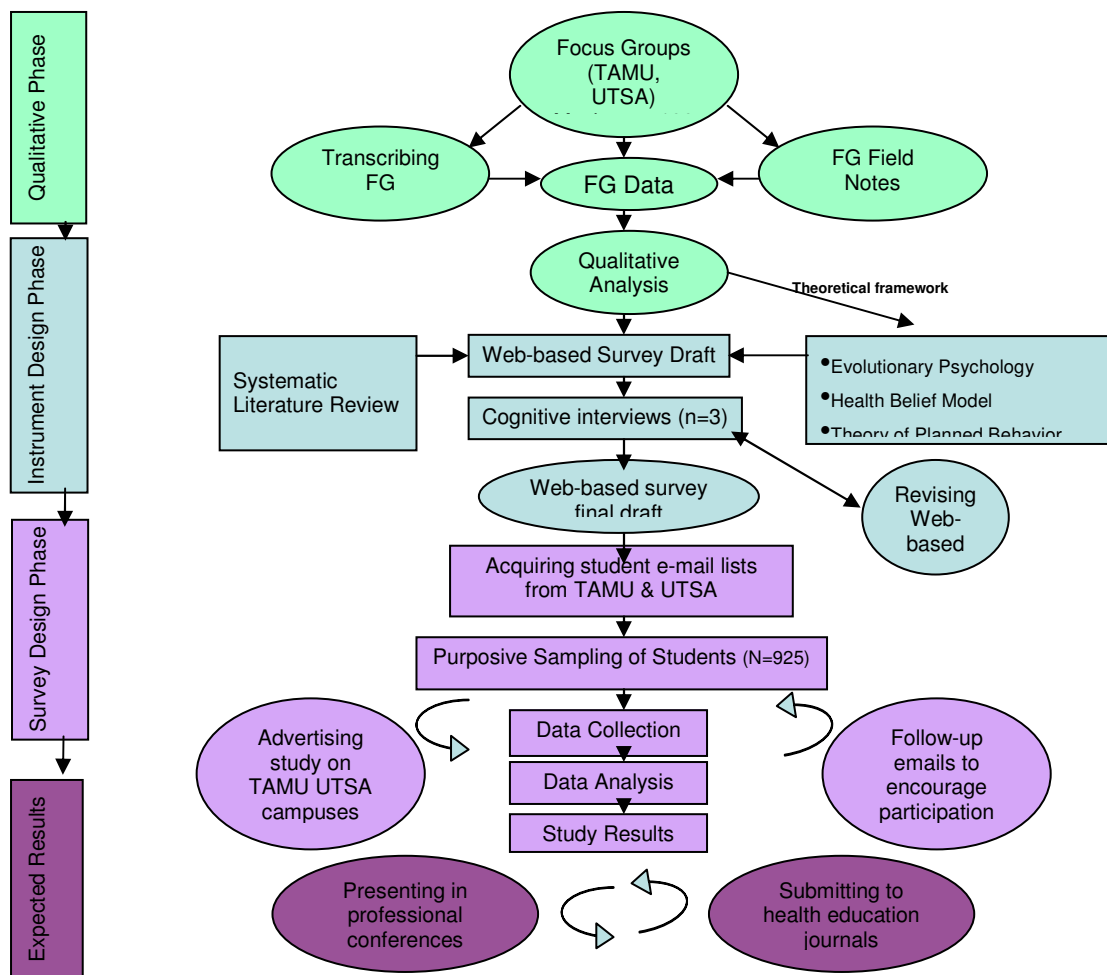 Qualitative Phase
Instrument Design Phase
Survey Design Phase
Expected Results
Focus Groups
(TAMU,
UTSA)
Transcribing
FG
FG Data
FG Field
Notes
Qualitative
Analysis
Theoretical framework
Systematic
Literature Review
Web-based Survey Draft
•Evolutionary Psychology
•Health Belief Model
•Theory of Planned Behavior
Cognitive interviews (n=3)
Web-based survey
final draft
Revising
Web-
based
Acquiring student e-mail lists
from TAMU & UTSA
Purposive Sampling of Students (N=925)
Advertising
study on
TAMU UTSA
campuses
Data Collection
Data Analysis
Study Results
Follow-up
emails to
encourage
participation
Presenting in
professional
conferences
Submitting to
health education
journals